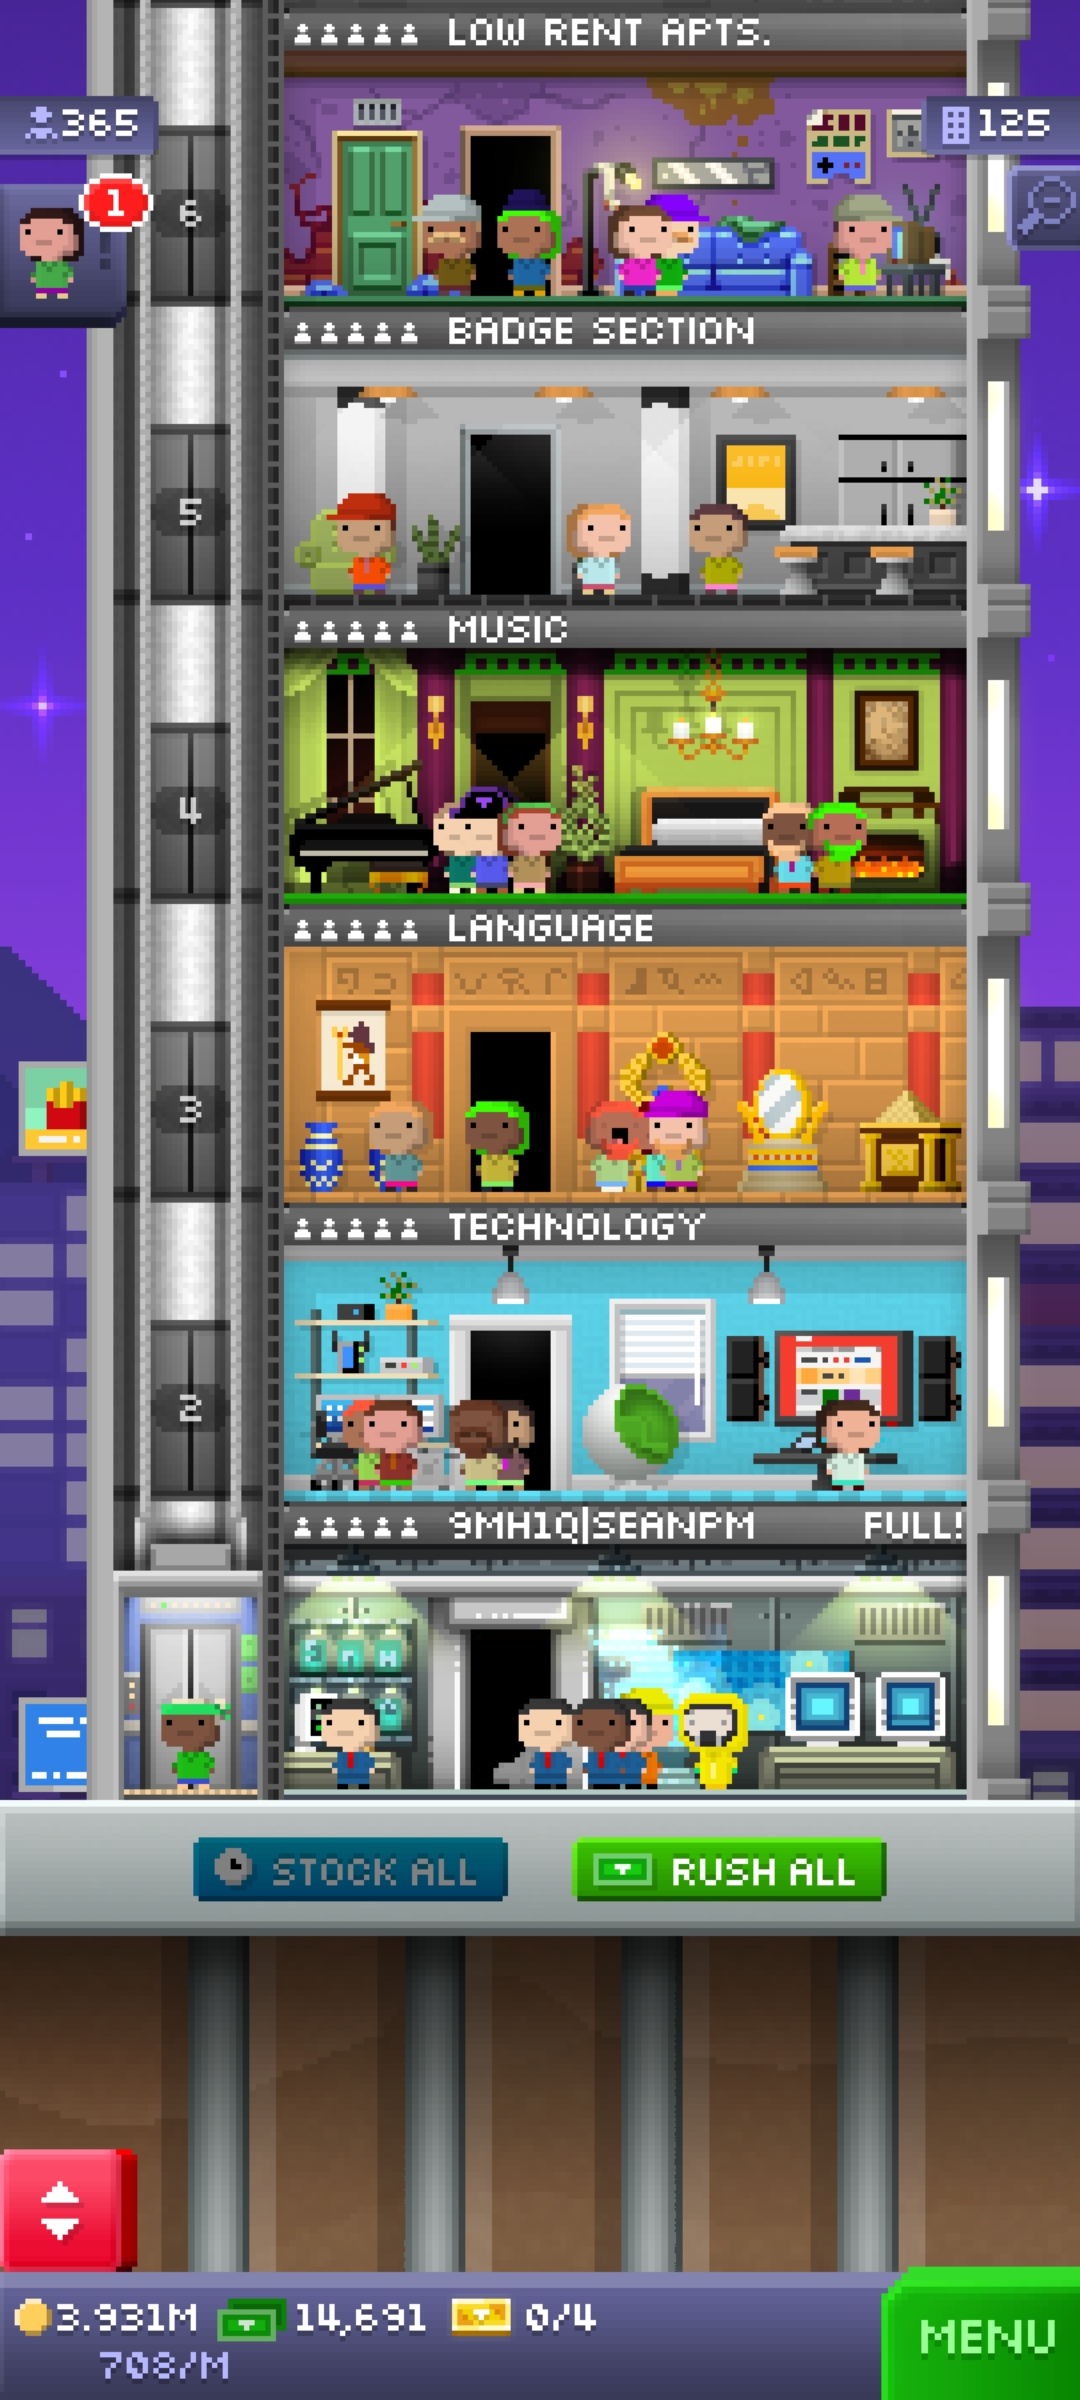 LOW RENT APTS.
365
125
1
6
BADGE SECTION
5
MUSIC
4
LANGUAGE
3
TECHNOLOGY
2
9MH1Q|SEANPM FULL!
STOCK ALL
RUSH ALL
3.931M 14,691 0/4
708/M
MENU